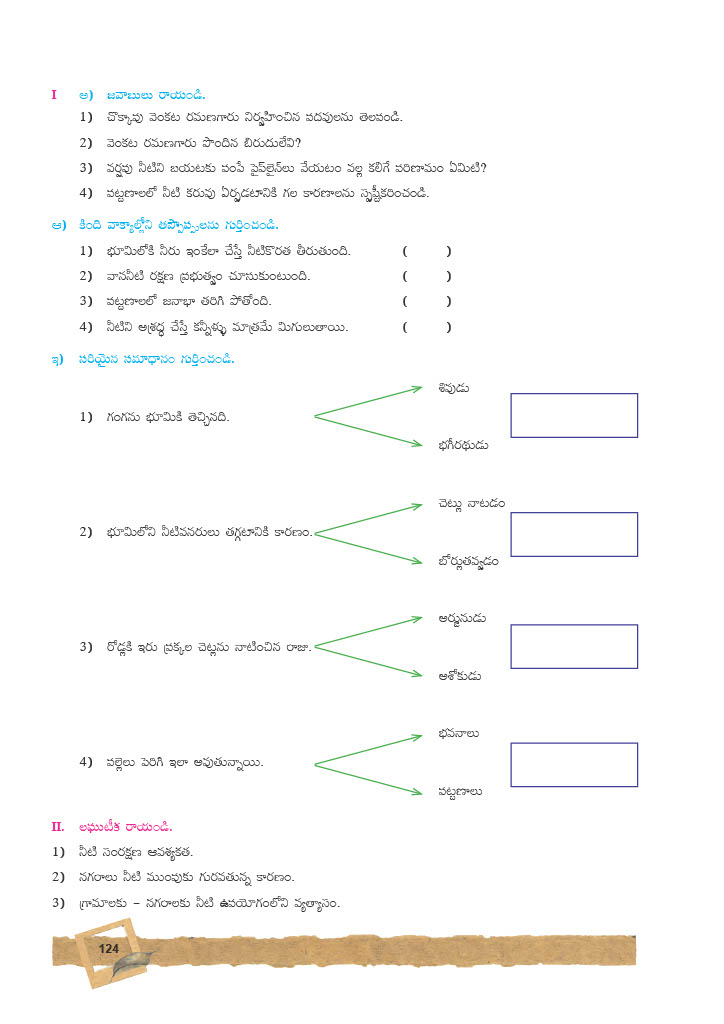 I అ) జవాబులు రాయండి.
1) చొక్కాపు వెంకట రమణగారు నిర్వహించిన పదవులను తెలపండి.
2) వెంకట రమణగారు పొందిన బిరుదులేవి?
3) వర్షపు నీటిని బయటకు పంపే పైప్‌లైన్‌లు వేయటం వల్ల కలిగే పరిణామం ఏమిటి?
4) పట్టణాలలో నీటి కరువు ఏర్పడటానికి గల కారణాలను స్పష్టీకరించండి.
ఆ) కింది వాక్యాల్లోని తప్పొప్పులను గుర్తించండి.
1) భూమిలోకి నీరు ఇంకేలా చేస్తే నీటికొరత తీరుతుంది. ( )
2) వాననీటి రక్షణ ప్రభుత్వం చూసుకుంటుంది. ( )
3) పట్టణాలలో జనాభా తరిగి పోతోంది. ( )
4) నీటిని అశ్రద్ధ చేస్తే కన్నీళ్ళు మాత్రమే మిగులుతాయి. ( )
ఇ) సరియైన సమాధానం గుర్తించండి.
శివుడు
1) గంగను భూమికి తెచ్చినది.
భగీరథుడు
చెట్లు నాటడం
2) భూమిలోని నీటివనరులు తగ్గటానికి కారణం.
బోర్లుతవ్వడం
అర్జునుడు
3) రోడ్లకి ఇరు ప్రక్కల చెట్లను నాటించిన రాజు.
అశోకుడు
భవనాలు
4) పల్లెలు పెరిగి ఇలా అవుతున్నాయి.
పట్టణాలు
II. లఘుటీక రాయండి.
1) నీటి సంరక్షణ ఆవశ్యకత.
2) నగరాలు నీటి ముంపుకు గురవతున్న కారణం.
3) గ్రామాలకు – నగరాలకు నీటి ఉపయోగంలోని వ్యత్యాసం.
124